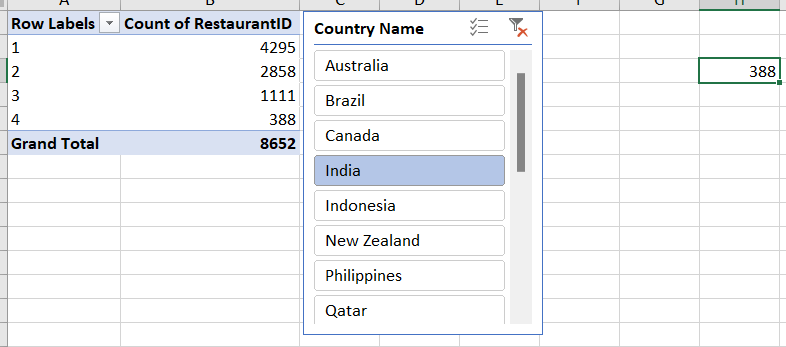 A B C D E F G H
Row Labels Count of RestaurantID
1 4295
2 2858
3 1111
4 388
Grand Total 8652
Country Name
Australia
Brazil
Canada
India
Indonesia
New Zealand
Philippines
Qatar
388